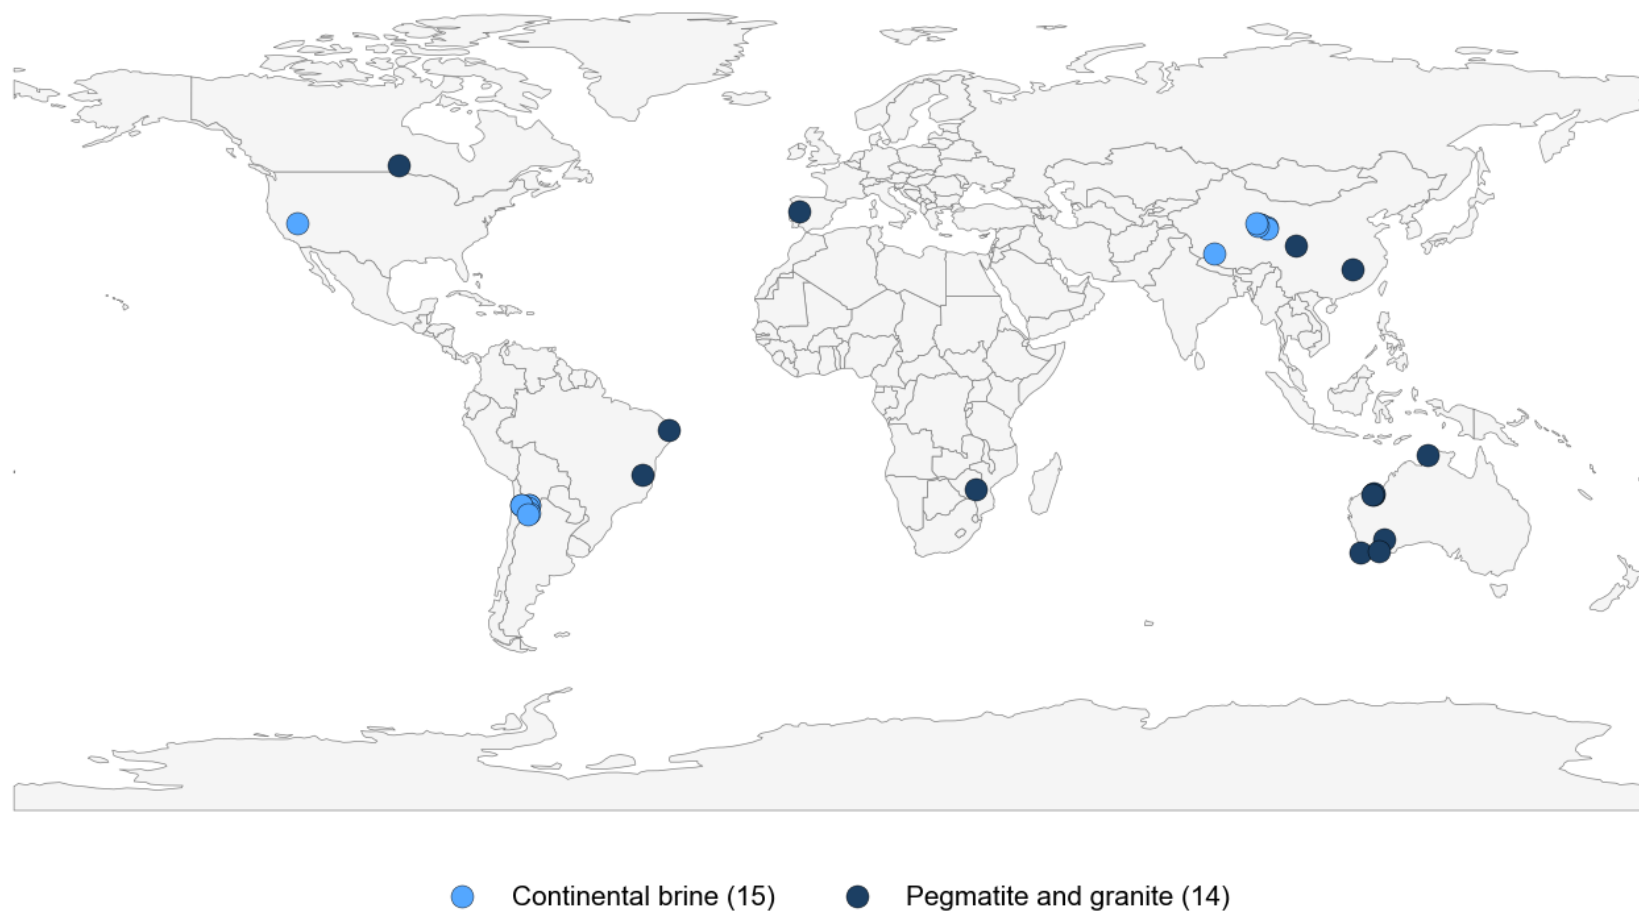 Continental brine (15) Pegmatite and granite (14)